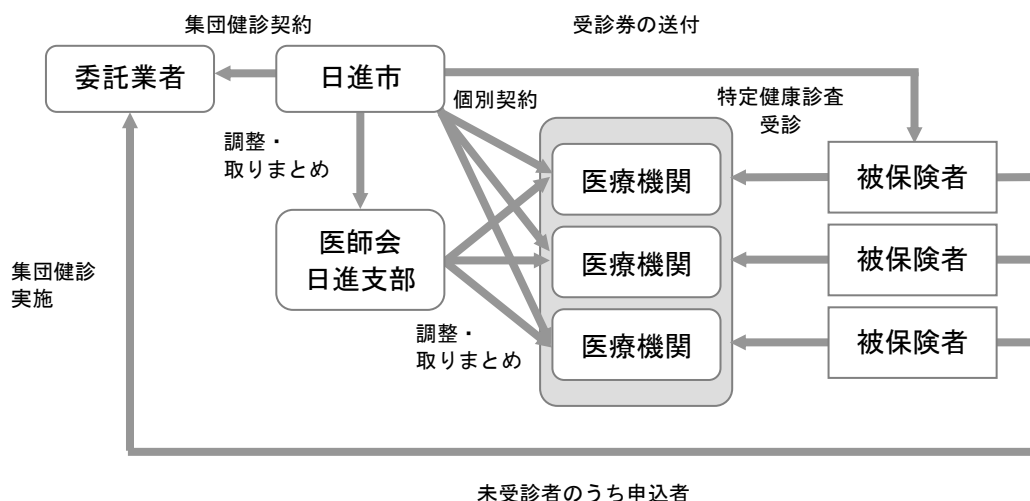 集団健診契約
受診券の送付
委託業者
日進市
個別契約
特定健康診査
受診
調整・
取りまとめ
医療機関
被保険者
医師会
日進支部
医療機関
被保険者
集団健診
実施
調整・
取りまとめ
医療機関
被保険者
未受診者のうち申込者